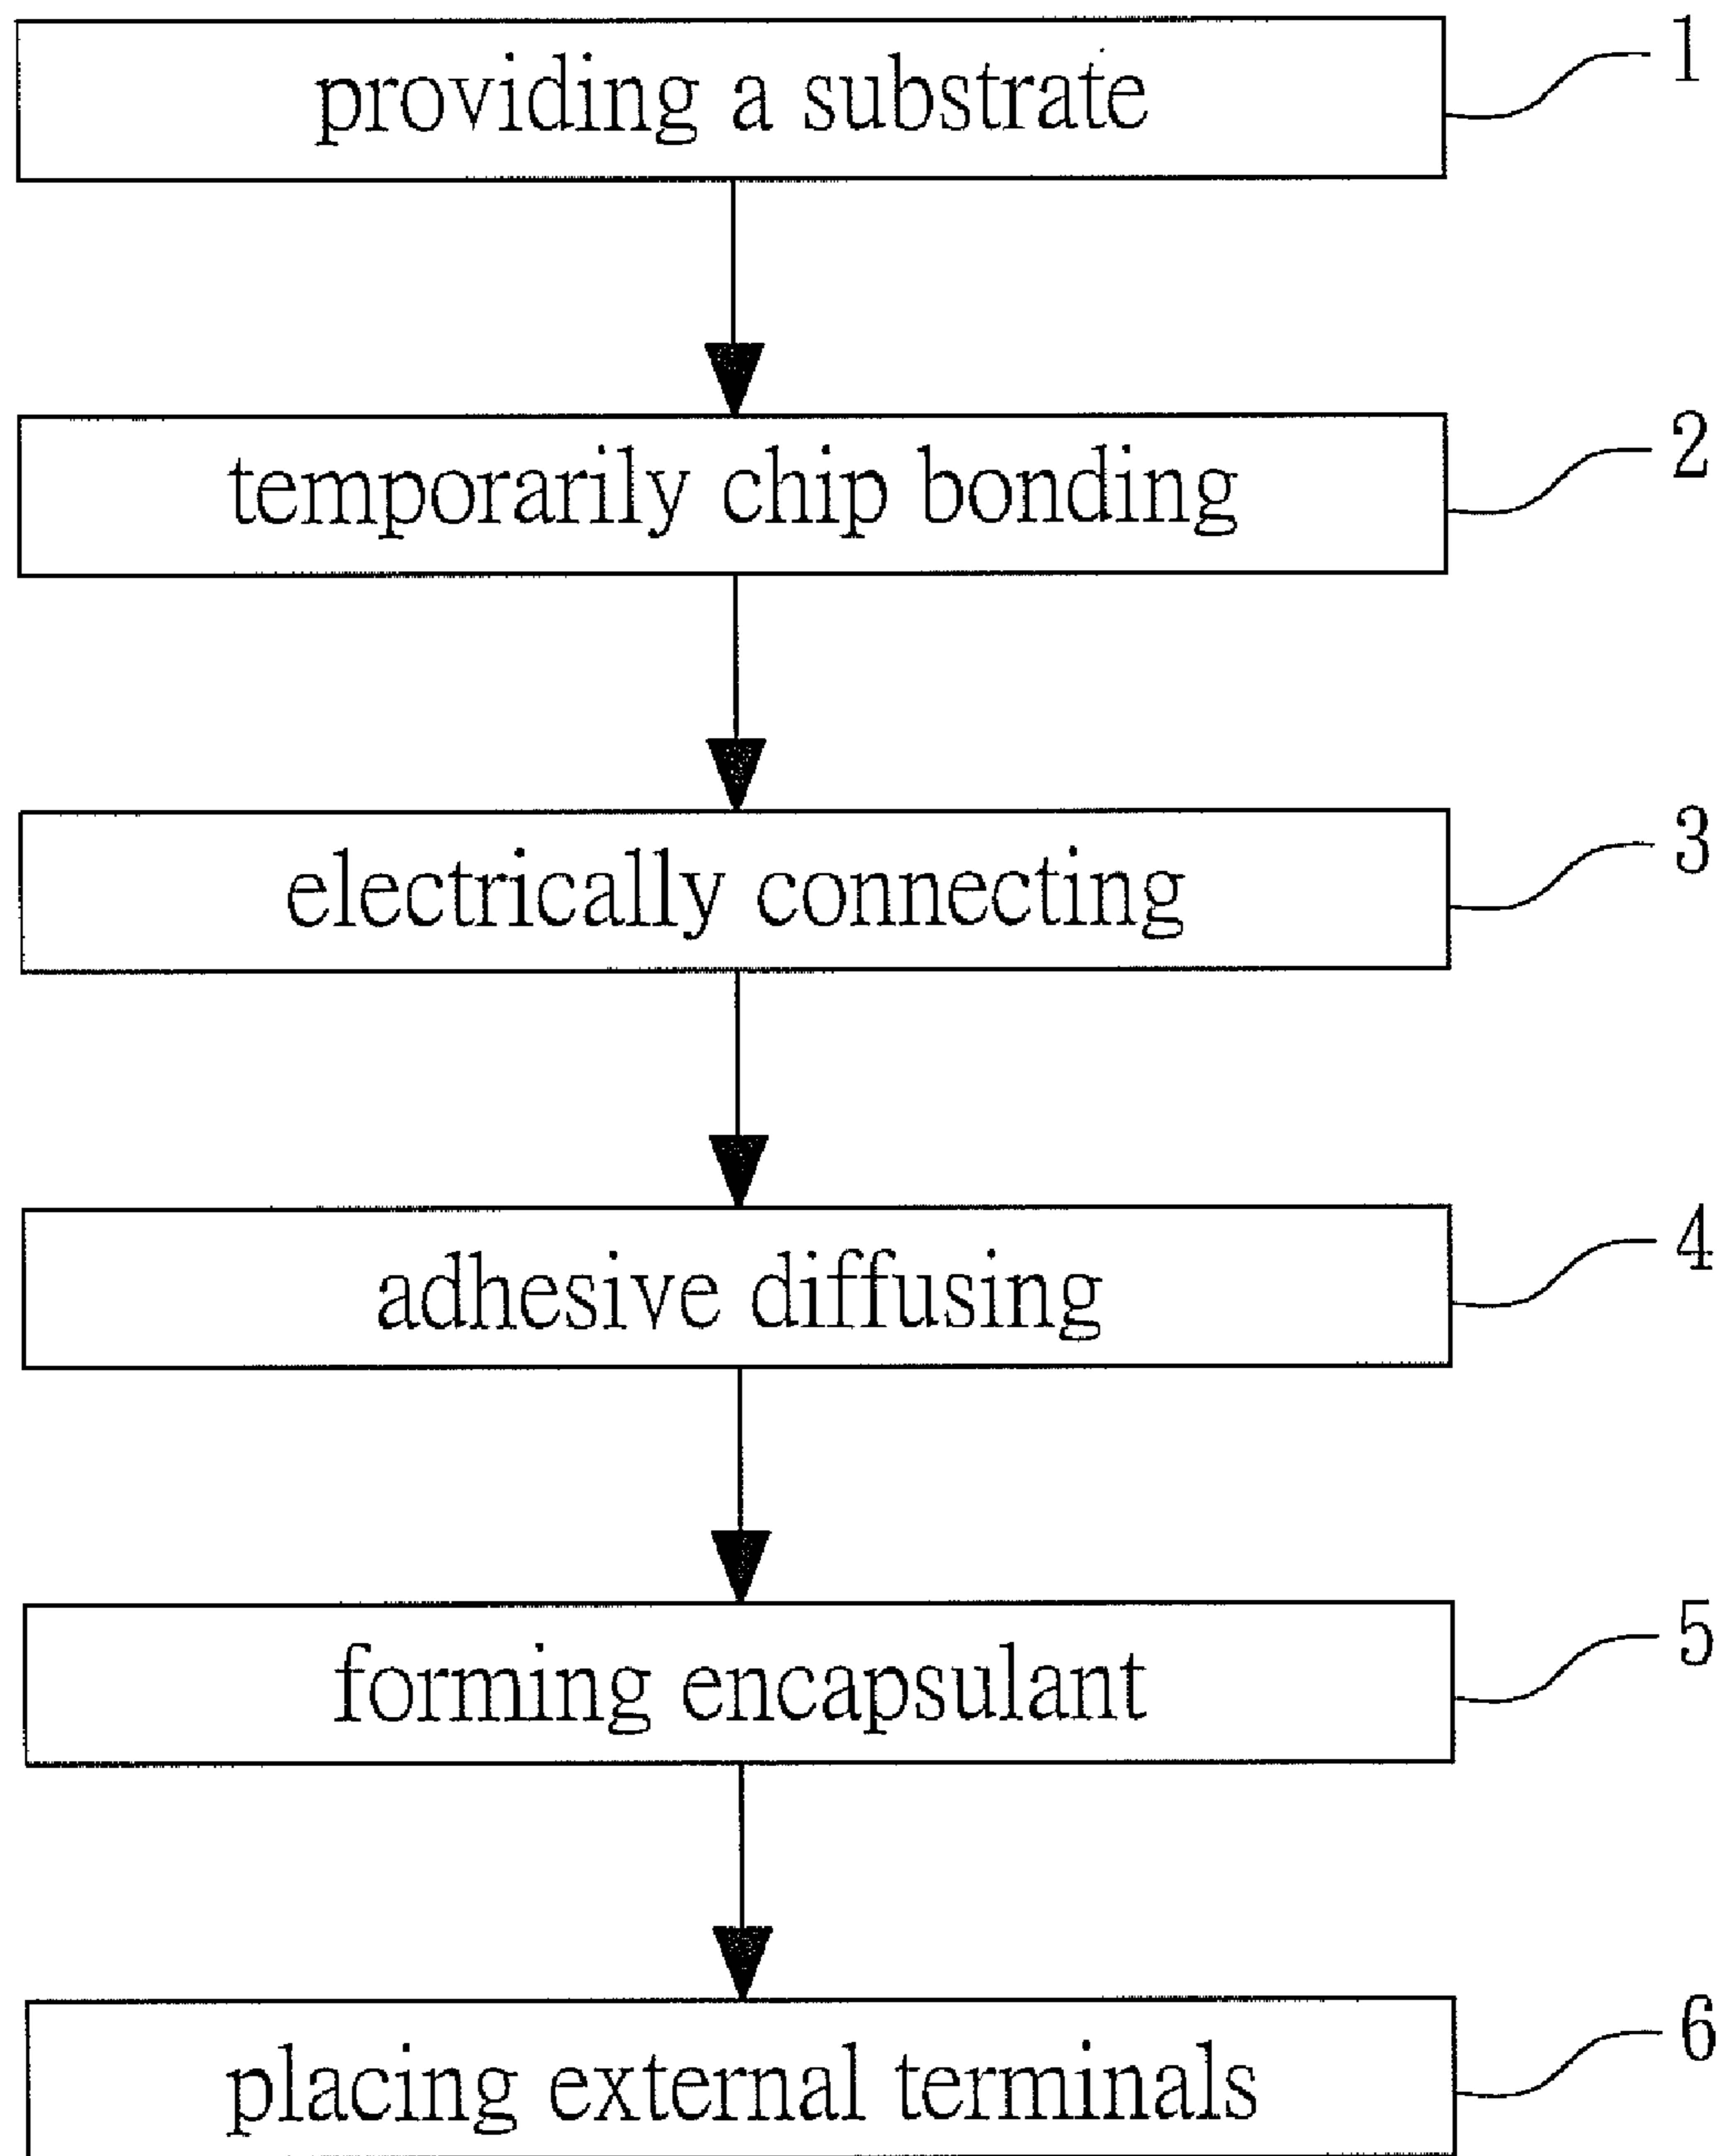 providing a substrate 1
temporarily chip bonding 2
electrically connecting 3
adhesive diffusing 4
forming encapsulant 5
placing external terminals 6